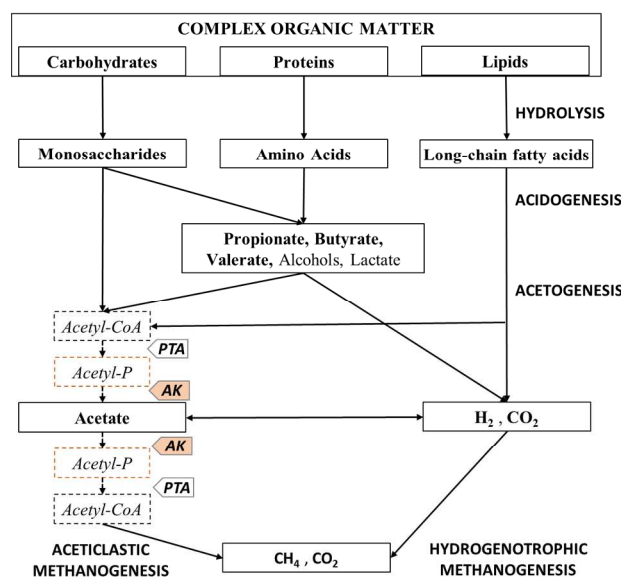 COMPLEX ORGANIC MATTER
Carbohydrates
Proteins
Lipids
HYDROLYSIS
Monosaccharides
Amino Acids
Long-chain fatty acids
ACIDOGENESIS
Propionate, Butyrate,
Valerate, Alcohols, Lactate
ACETOGENESIS
Acetyl-CoA
PTA
Acetyl-P
AK
Acetate
H₂ , CO₂
AK
Acetyl-P
PTA
Acetyl-CoA
ACETICLASTIC
METHANOGENESIS
CH₄ , CO₂
HYDROGENOTROPHIC
METHANOGENESIS